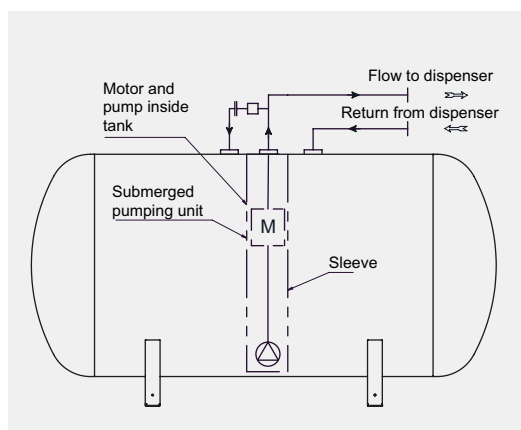 Flow to dispenser
Motor and
pump inside
tank
Return from dispenser
Submerged
pumping unit
M
Sleeve